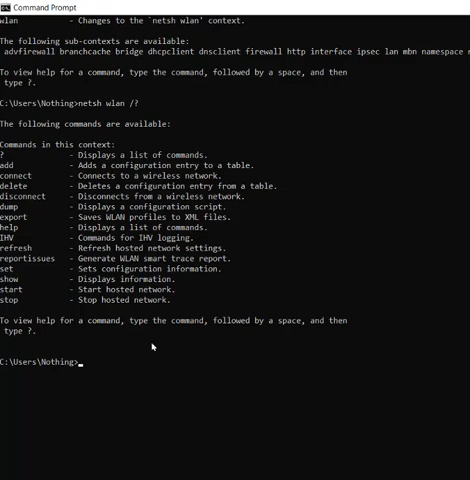 Command Prompt
wlan - Changes to the `netsh wlan' context.
The following sub-contexts are available:
advfirewall branchcache bridge dhcpclient dnsclient firewall http interface ipsec lan mbn namespace
To view help for a command, type the command, followed by a space, and then
type ?.
C:\Users\Nothing>netsh wlan /?
The following commands are available:
Commands in this context:
? - Displays a list of commands.
add - Adds a configuration entry to a table.
connect - Connects to a wireless network.
delete - Deletes a configuration entry from a table.
disconnect - Disconnects from a wireless network.
dump - Displays a configuration script.
export - Saves WLAN profiles to XML files.
help - Displays a list of commands.
IHV - Commands for IHV logging.
refresh - Refresh hosted network settings.
reportissues - Generate WLAN smart trace report.
set - Sets configuration information.
show - Displays information.
start - Start hosted network.
stop - Stop hosted network.
To view help for a command, type the command, followed by a space, and then
type ?.
C:\Users\Nothing>